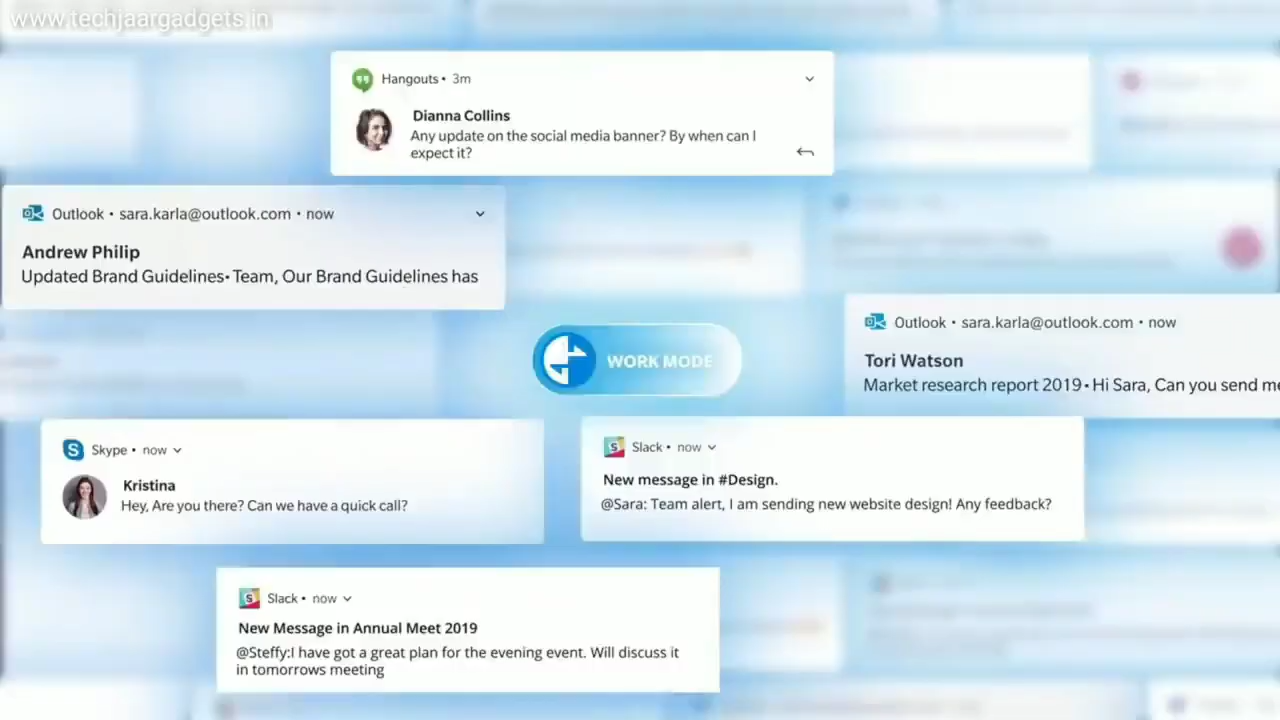 www.techjaargadgets.in
Hangouts • 3m
Dianna Collins
Any update on the social media banner? By when can I
expect it?
Outlook • sara.karla@outlook.com • now
Andrew Philip
Updated Brand Guidelines• Team, Our Brand Guidelines has
Outlook • sara.karla@outlook.com • now
Tori Watson
Market research report 2019• Hi Sara, Can you send me
WORK MODE
Skype • now
Kristina
Hey, Are you there? Can we have a quick call?
Slack • now
New message in #Design.
@Sara: Team alert, I am sending new website design! Any feedback?
Slack • now
New Message in Annual Meet 2019
@Steffy:I have got a great plan for the evening event. Will discuss it
in tomorrows meeting